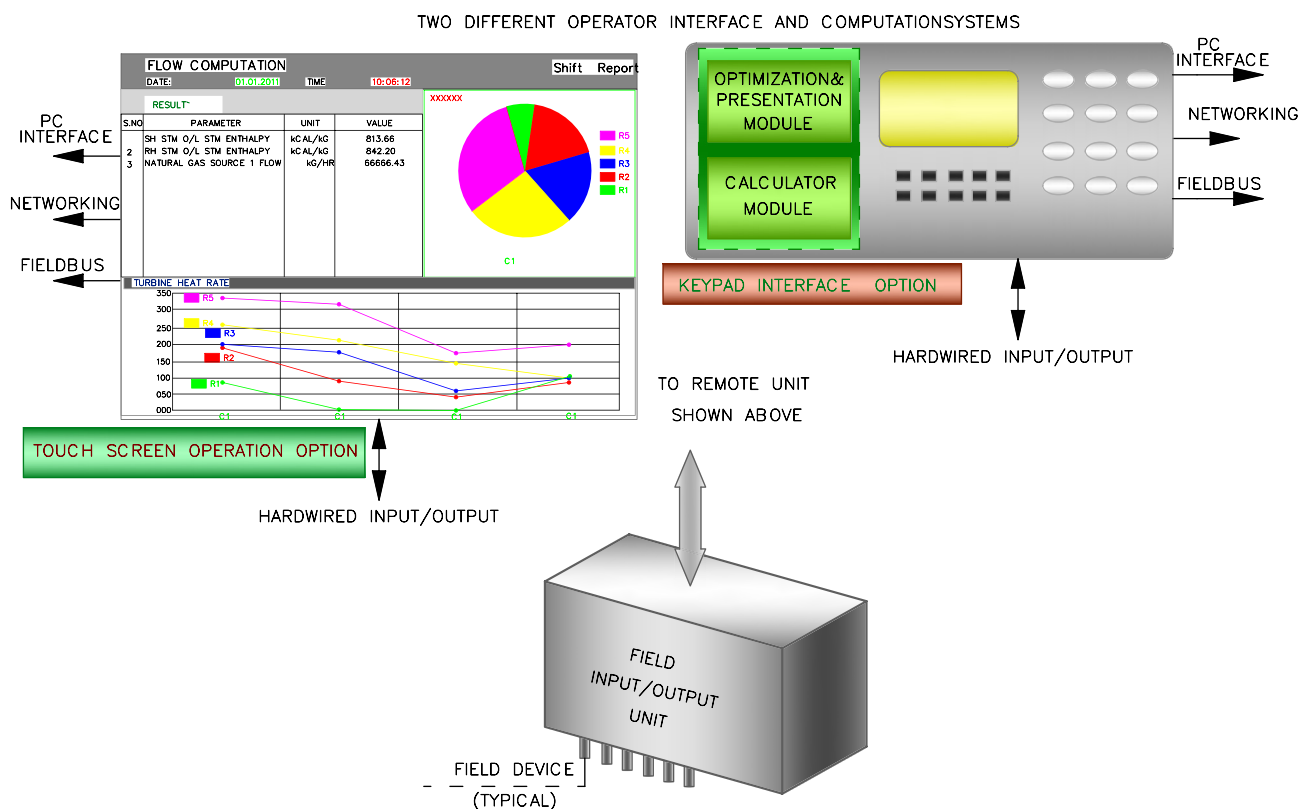 TWO DIFFERENT OPERATOR INTERFACE AND COMPUTATIONSYSTEMS
FLOW COMPUTATION
DATE: 01.01.2011 TIME 10:06:12
Shift Report
RESULT~
S.NO PARAMETER UNIT VALUE
SH STM O/L STM ENTHALPY kCAL/kG 813.66
2 RH STM O/L STM ENTHALPY kCAL/kG 842.20
3 NATURAL GAS SOURCE 1 FLOW kG/HR 66666.43
XXXXXX
R5
R4
R3
R2
R1
C1
PC
INTERFACE
NETWORKING
FIELDBUS
TURBINE HEAT RATE
350
300
250
200
150
100
050
000
R5
R4
R3
R2
R1
C1 C1 C1 C1
TOUCH SCREEN OPERATION OPTION
HARDWIRED INPUT/OUTPUT
OPTIMIZATION&
PRESENTATION
MODULE
CALCULATOR
MODULE
PC
INTERFACE
NETWORKING
FIELDBUS
KEYPAD INTERFACE OPTION
HARDWIRED INPUT/OUTPUT
TO REMOTE UNIT
SHOWN ABOVE
FIELD
INPUT/OUTPUT
UNIT
FIELD DEVICE
(TYPICAL)